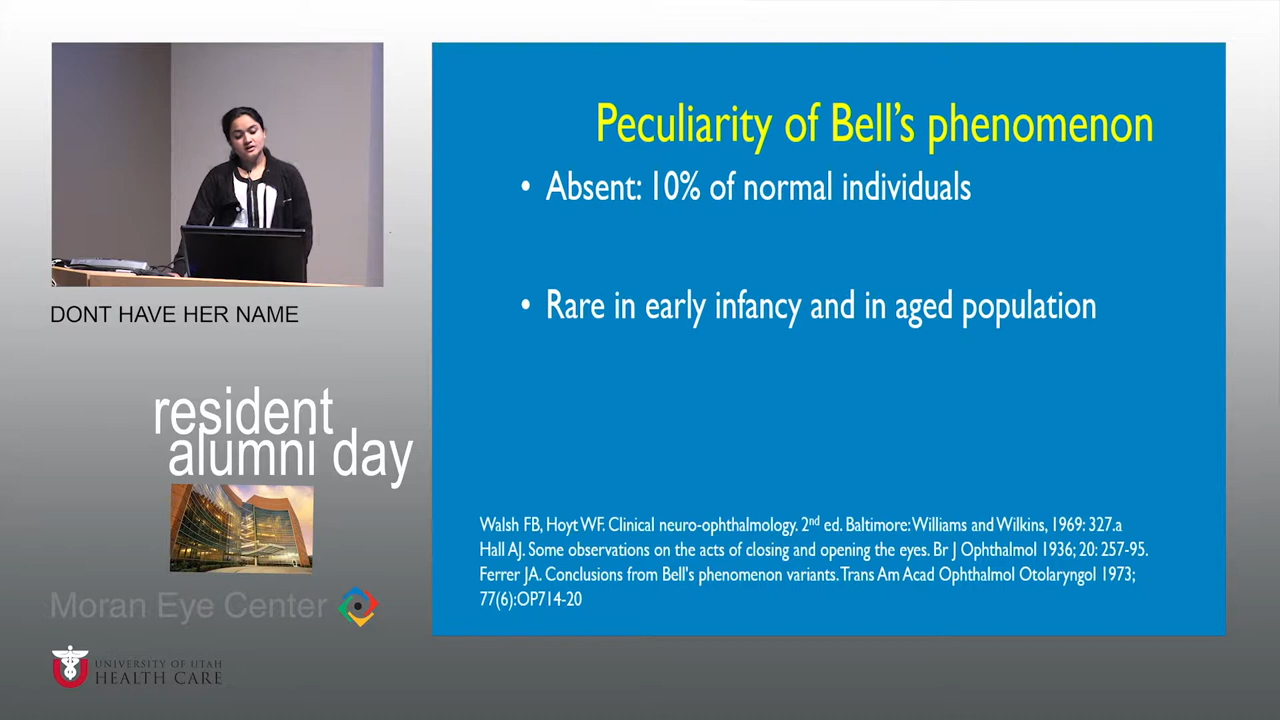 Peculiarity of Bell's phenomenon
• Absent: 10% of normal individuals
• Rare in early infancy and in aged population
Walsh FB, Hoyt WF. Clinical neuro-ophthalmology. 2nd ed. Baltimore: Williams and Wilkins, 1969: 327.a
Hall AJ. Some observations on the acts of closing and opening the eyes. Br J Ophthalmol 1936; 20: 257-95.
Ferrer JA. Conclusions from Bell's phenomenon variants. Trans Am Acad Ophthalmol Otolaryngol 1973;
77(6):OP714-20
DONT HAVE HER NAME
resident
alumni day
Moran Eye Center
UNIVERSITY OF UTAH
HEALTH CARE